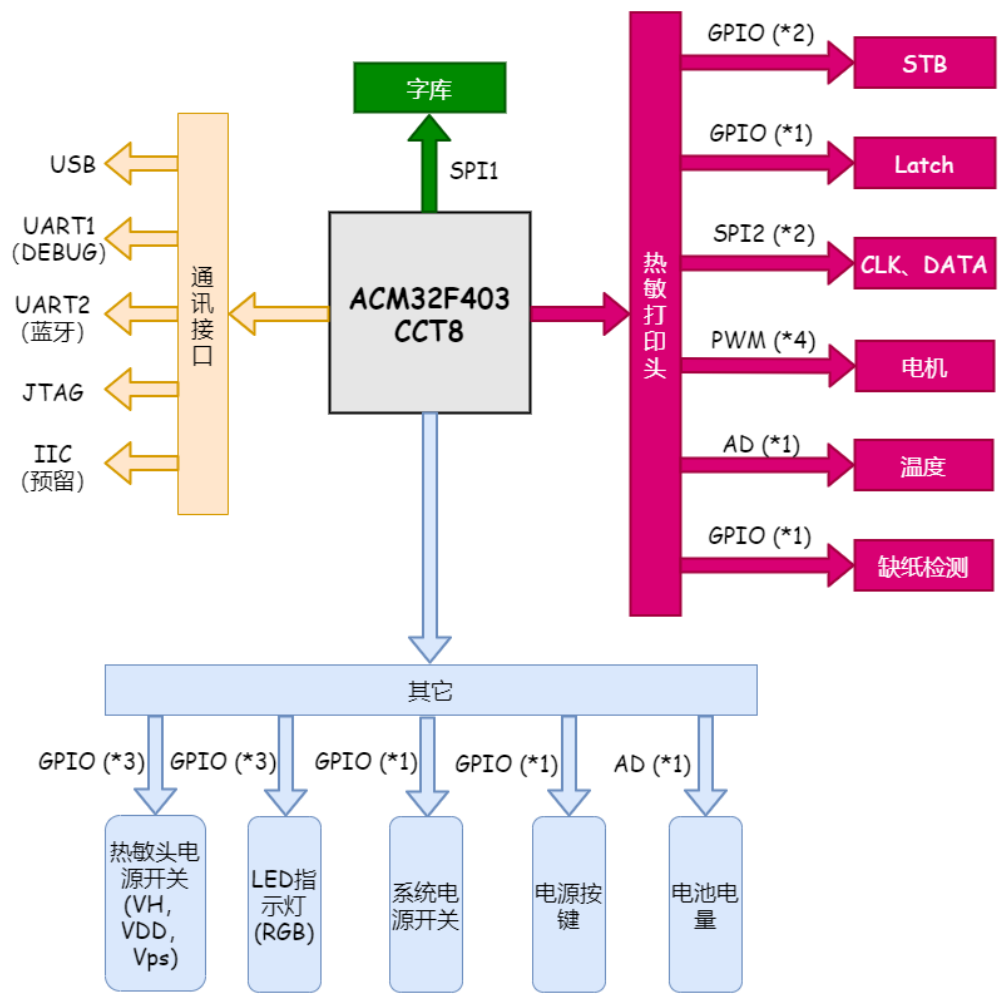 字库
SPI1
ACM32F403
CCT8
通讯接口
USB
UART1
(DEBUG)
UART2
(蓝牙)
JTAG
IIC
(预留)
热敏打印头
GPIO (*2)
STB
GPIO (*1)
Latch
SPI2 (*2)
CLK、DATA
PWM (*4)
电机
AD (*1)
温度
GPIO (*1)
缺纸检测
其它
GPIO (*3)
GPIO (*3)
GPIO (*1)
GPIO (*1)
AD (*1)
热敏头电
源开关
(VH,
VDD,
Vps)
LED指
示灯
(RGB)
系统电
源开关
电源按
键
电池电
量